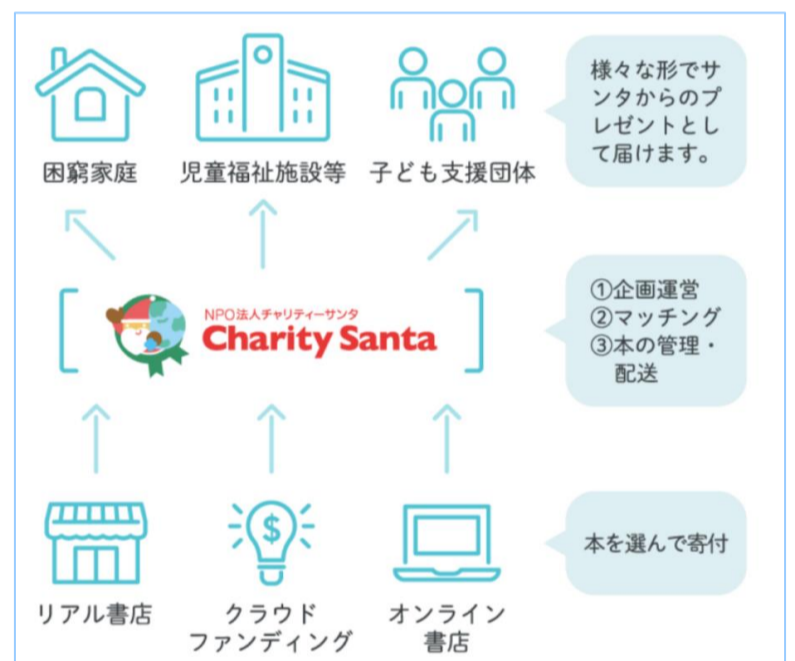 様々な形でサ
ンタからのプ
レゼントとし
て届けます。
困窮家庭
児童福祉施設等
子ども支援団体
NPO法人チャリティーサンタ
Charity Santa
①企画運営
②マッチング
③本の管理・
配送
$
本を選んで寄付
リアル書店
クラウド
ファンディング
オンライン
書店